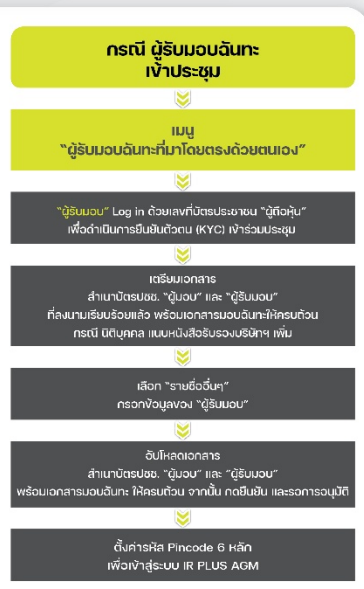 กรณี ผู้รับมอบฉันทะ
เข้าประชุม
เมนู
“ผู้รับมอบฉันทะที่มาโดยตรงด้วยตนเอง”
“ผู้รับมอบ” Log in ด้วยเลขที่บัตรประชาชน “ผู้ถือหุ้น”
เพื่อดำเนินการยืนยันตัวตน (KYC) เข้าร่วมประชุม
เตรียมเอกสาร
สำเนาบัตรปชช. “ผู้มอบ” และ “ผู้รับมอบ”
ที่ลงนามเรียบร้อยแล้ว พร้อมเอกสารมอบฉันทะให้ครบถ้วน
กรณี นิติบุคคล แนบหนังสือรับรองบริษัทฯ เพิ่ม
เลือก “รายชื่ออื่นๆ”
กรอกข้อมูลของ “ผู้รับมอบ”
อัปโหลดเอกสาร
สำเนาบัตรปชช. “ผู้มอบ” และ “ผู้รับมอบ”
พร้อมเอกสารมอบฉันทะ ให้ครบถ้วน จากนั้น กดยืนยัน และรอการอนุมัติ
ตั้งค่ารหัส Pincode 6 หลัก
เพื่อเข้าสู่ระบบ IR PLUS AGM